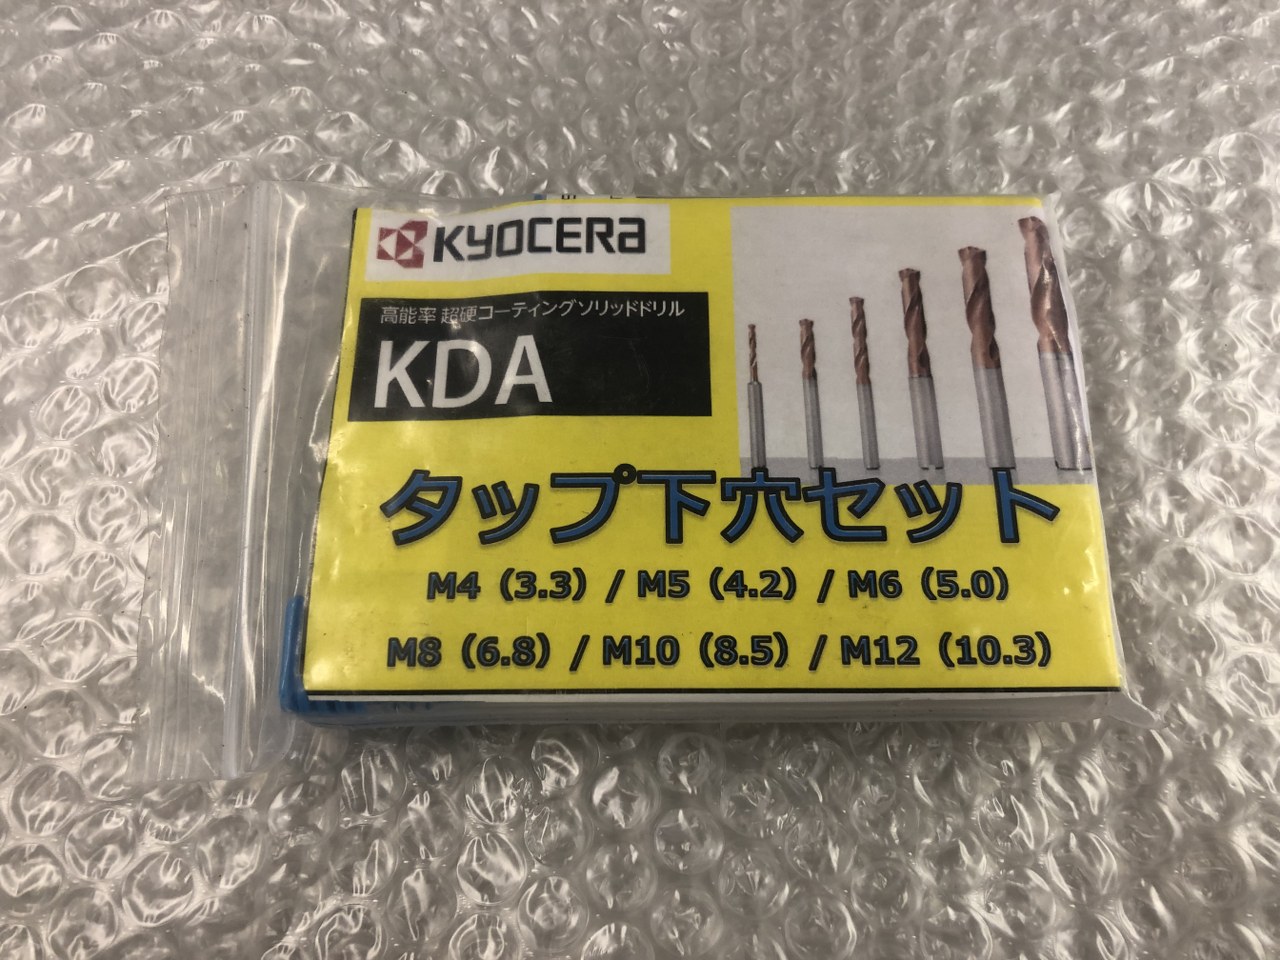 KYOCERA
高能率 超硬コーティングソリッドドリル
KDA
タップ下穴セット
M4（3.3）/ M5（4.2）/ M6（5.0）
M8（6.8）/ M10（8.5）/ M12（10.3）